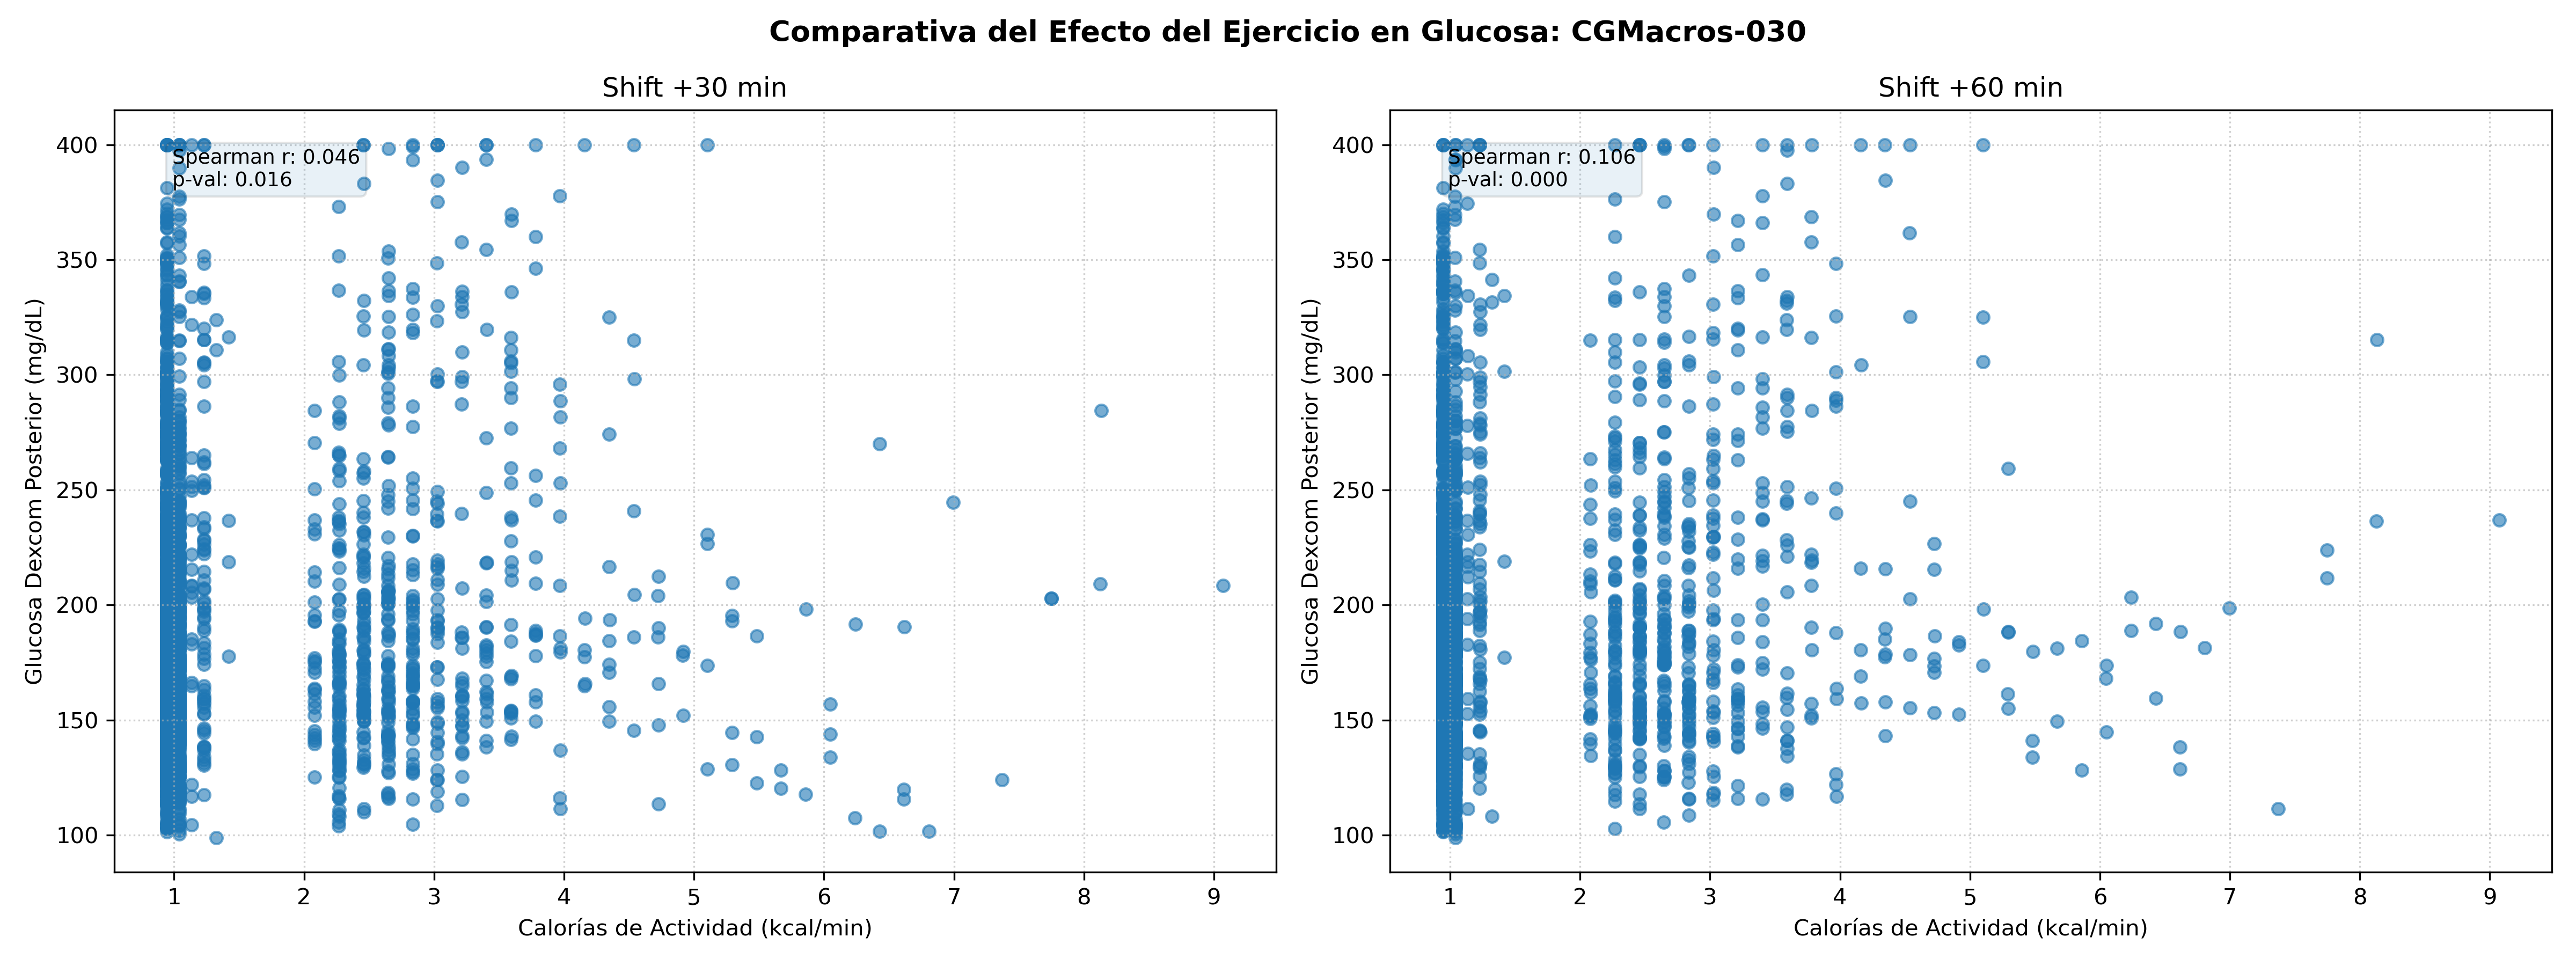 Comparativa del Efecto del Ejercicio en Glucosa: CGMacros-030
Shift +30 min
Spearman r: 0.046
p-val: 0.016
400
350
300
250
200
150
100
Glucosa Dexcom Posterior (mg/dL)
1 2 3 4 5 6 7 8 9
Calorías de Actividad (kcal/min)
Shift +60 min
Spearman r: 0.106
p-val: 0.000
400
350
300
250
200
150
100
Glucosa Dexcom Posterior (mg/dL)
1 2 3 4 5 6 7 8 9
Calorías de Actividad (kcal/min)